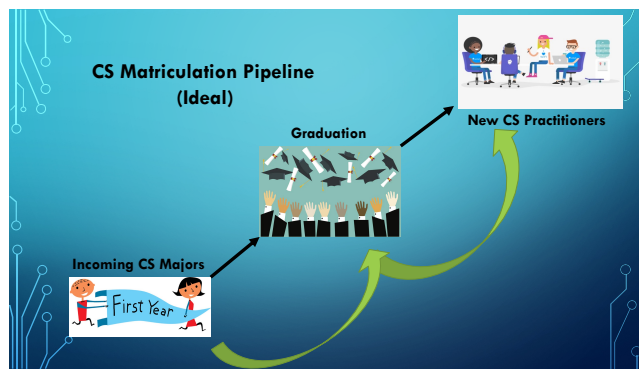 CS Matriculation Pipeline
(Ideal)
New CS Practitioners
Graduation
Incoming CS Majors
First Year
</>